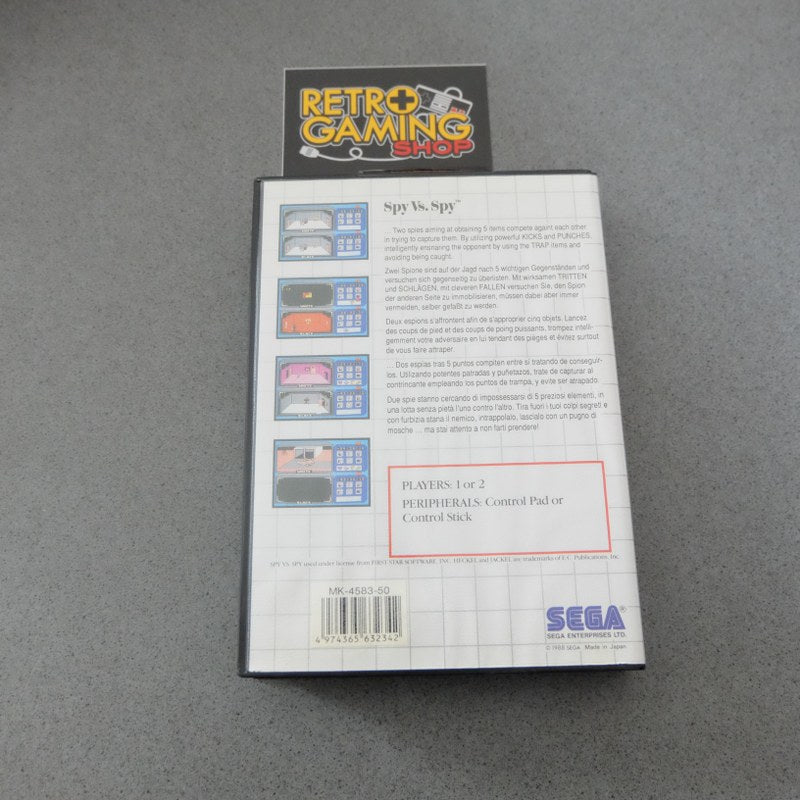 RETRO
GAMING
SHOP
Spy Vs. Spy™
Two spies aiming at obtaining 5 items compete againt each other
in trying to capture them. By utilizing powerful KICKS and PUNCHES,
intelligently ensnaring the opponent by using the TRAP items and
avoiding being caught.
Zwei Spione sind auf der Jagd nach 5 wichtigen Gegenständen und
versuchen sich gegenseitig zu überlisten. Mit wirksamen TRITTEN
und SCHLÄGEN, mit cleveren FALLEN versuchen Sie, den Spion
der anderen Seite zu immobilisieren, müssen dabei aber immer
vermeiden, selber gefaßt zu werden.
Deux espions s'affrontent afin de s'approprier cinq objets. Lancez
des coups de pied et des coups de poing puissants, trompez intelli-
gemment votre adversaire en lui tendant des pièges et évitez surtout
de vous faire attraper.
... Dos espias tras 5 puntos compiten entre si tratando de conseguir-
los. Utilizando potentes patradas y puñetazos, trate de capturar al
contrincante empleando los puntos de trampa, y evite ser atrapado.
Due spie stanno cercando di impossessarsi di 5 preziosi elementi, in
una lotta senza pietà l'uno contro l'altro. Tira fuori i tuoi colpi segreti e
con furbizia stana il nemico, intrappolalo, lascialo con un pugno di
mosche ... ma stai attento a non farti prendere!
PLAYERS: 1 or 2
PERIPHERALS: Control Pad or
Control Stick
SPY VS. SPY used under license from FIRST STAR SOFTWARE, INC. HECKEL and JACKEL are trademarks of E.C. Publications, Inc.
MK-4583-50
4 974365 632342
SEGA®
SEGA ENTERPRISES LTD.
© 1988 SEGA Made in Japan